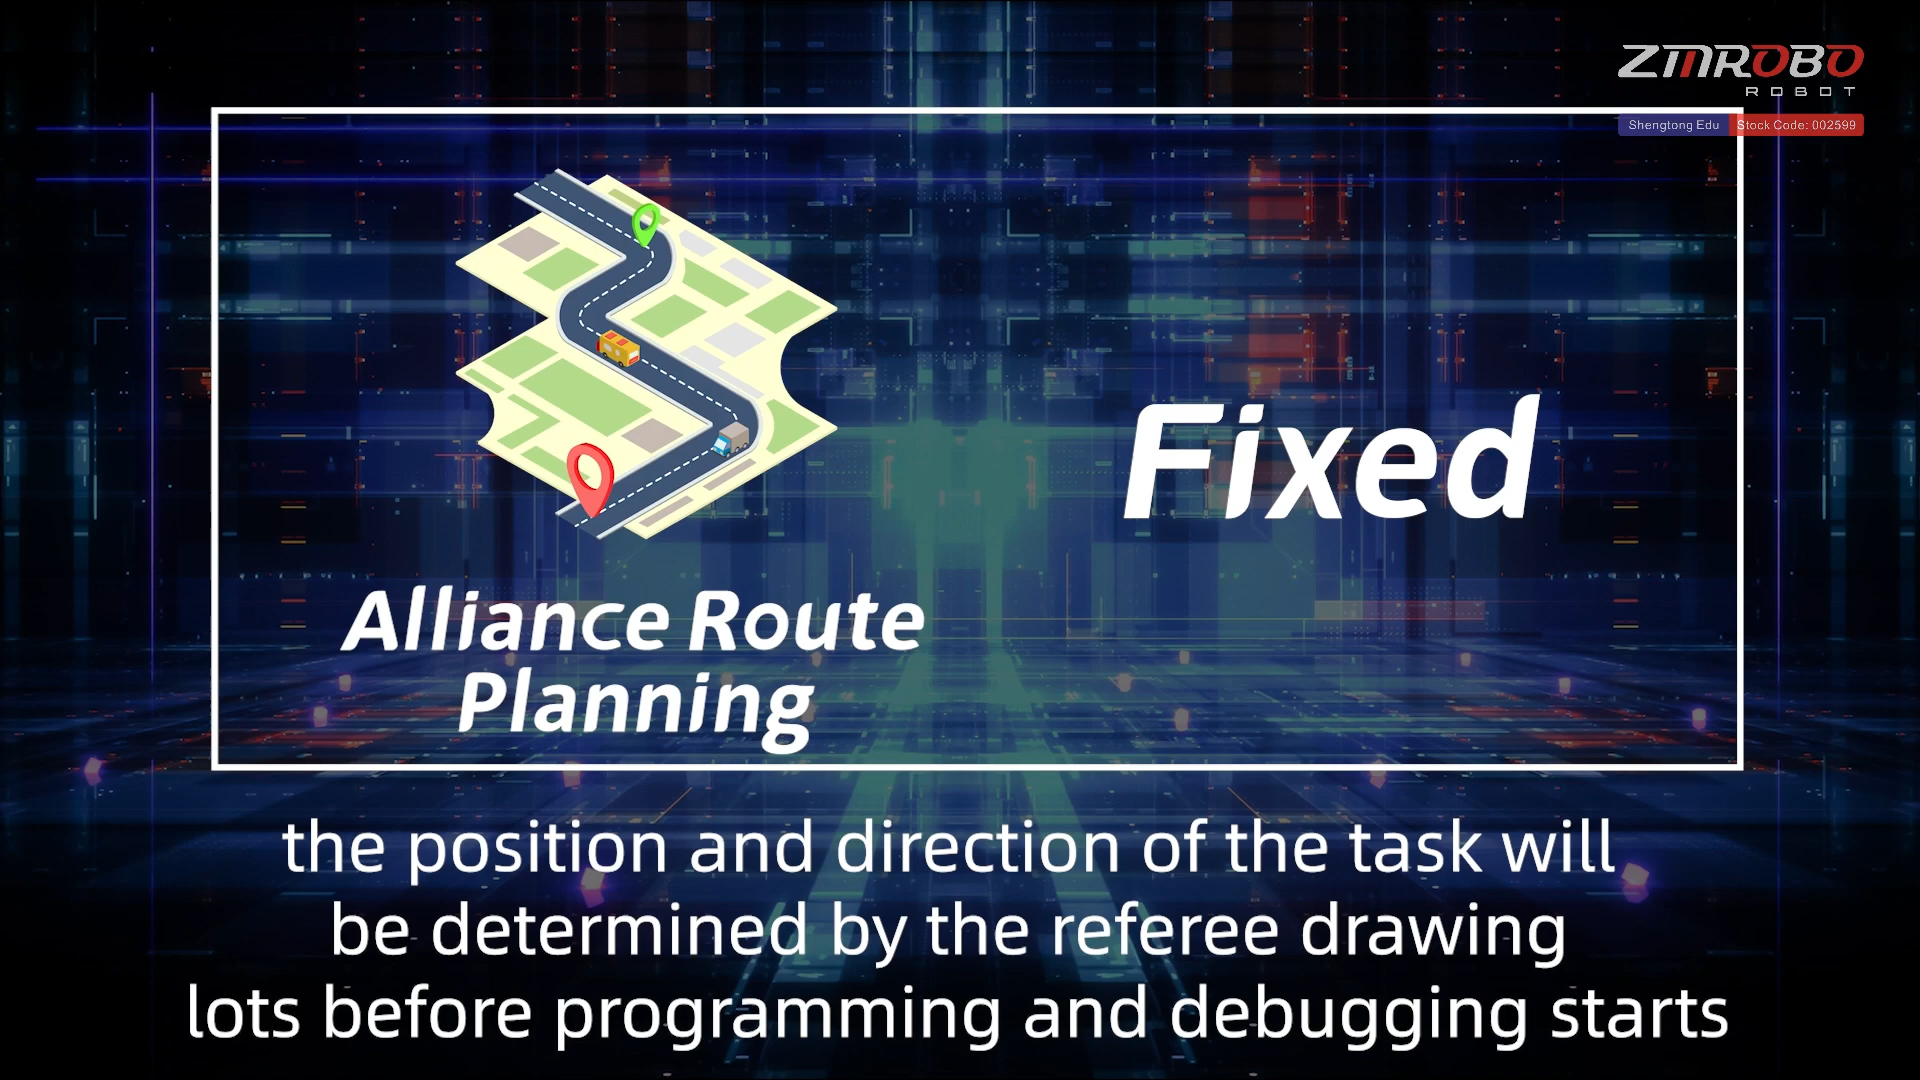 ZMROBO
ROBOT
Shengtong Edu Stock Code: 002599
Fixed
Alliance Route
Planning
the position and direction of the task will
be determined by the referee drawing
lots before programming and debugging starts